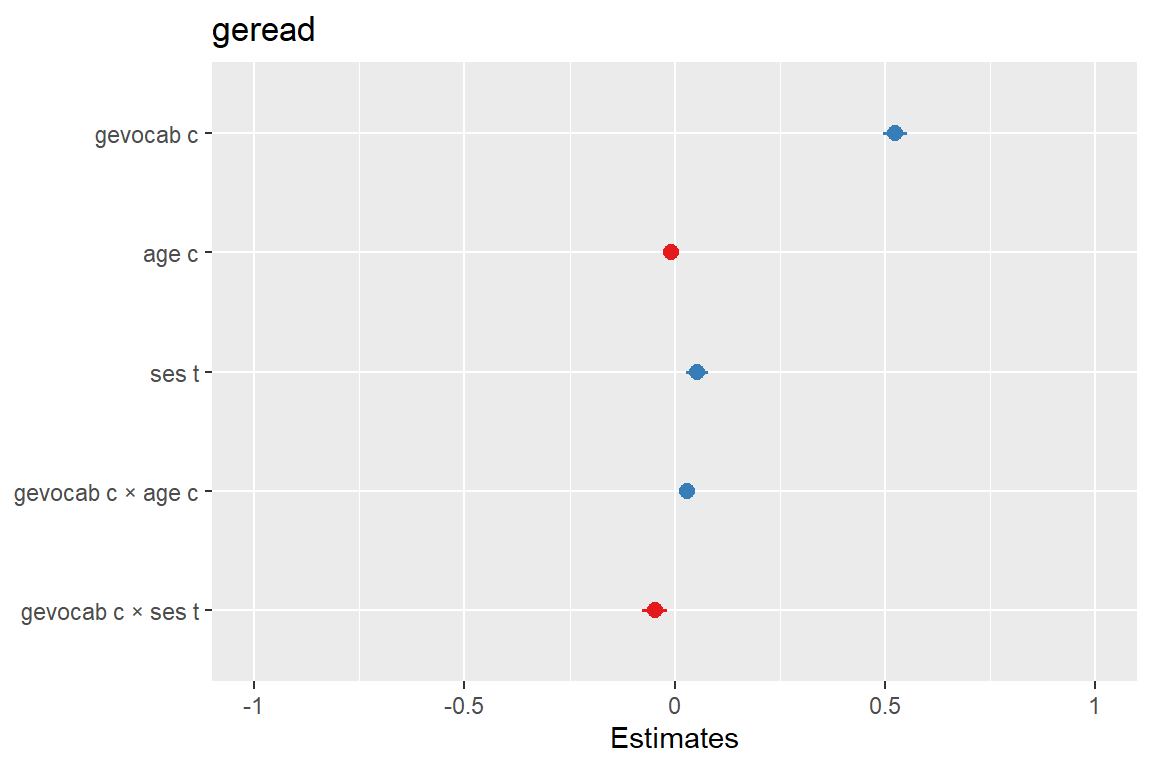 geread
gevocab c
age c
ses t
gevocab c × age c
gevocab c × ses t
-1
-0.5
0
0.5
1
Estimates